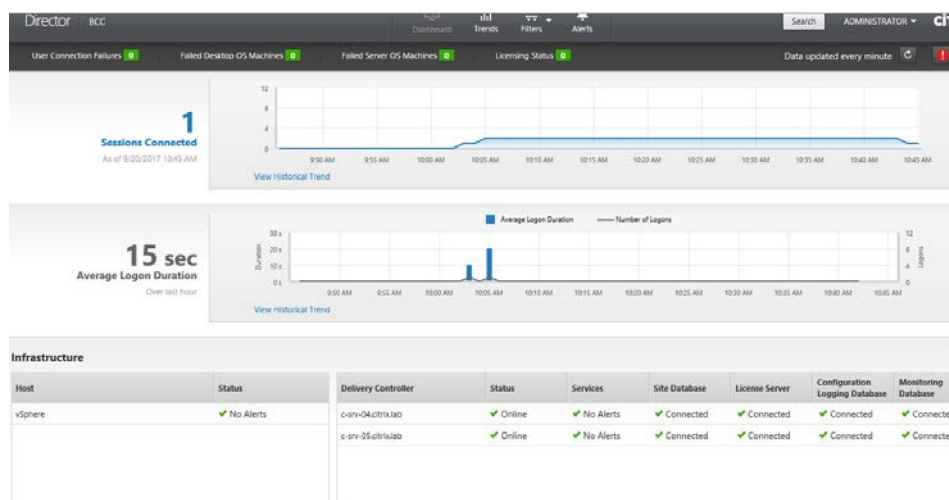 Director BCC Dashboard Trends Filters Alerts Search ADMINISTRATOR
User Connection Failures 0 Failed Desktop OS Machines 0 Failed Server OS Machines 0 Licensing Status 0 Data updated every minute
1
Sessions Connected
As of 9/20/2017 10:45 AM
12
8
4
0
9:50 AM 9:55 AM 10:00 AM 10:05 AM 10:10 AM 10:15 AM 10:20 AM 10:25 AM 10:30 AM 10:35 AM 10:40 AM 10:45 AM
View Historical Trend
15 sec
Average Logon Duration
Over last hour
Average Logon Duration Number of Logons
Duration
30 s
20 s
10 s
0 s
12
8
4
0
Logons
9:50 AM 9:55 AM 10:00 AM 10:05 AM 10:10 AM 10:15 AM 10:20 AM 10:25 AM 10:30 AM 10:35 AM 10:40 AM 10:45 AM
View Historical Trend
Infrastructure
Host Status
vSphere No Alerts
Delivery Controller Status Services Site Database License Server Configuration Logging Database Monitoring Database
c-srv-04.citrix.lab Online No Alerts Connected Connected Connected Connecte
c-srv-05.citrix.lab Online No Alerts Connected Connected Connected Connecte